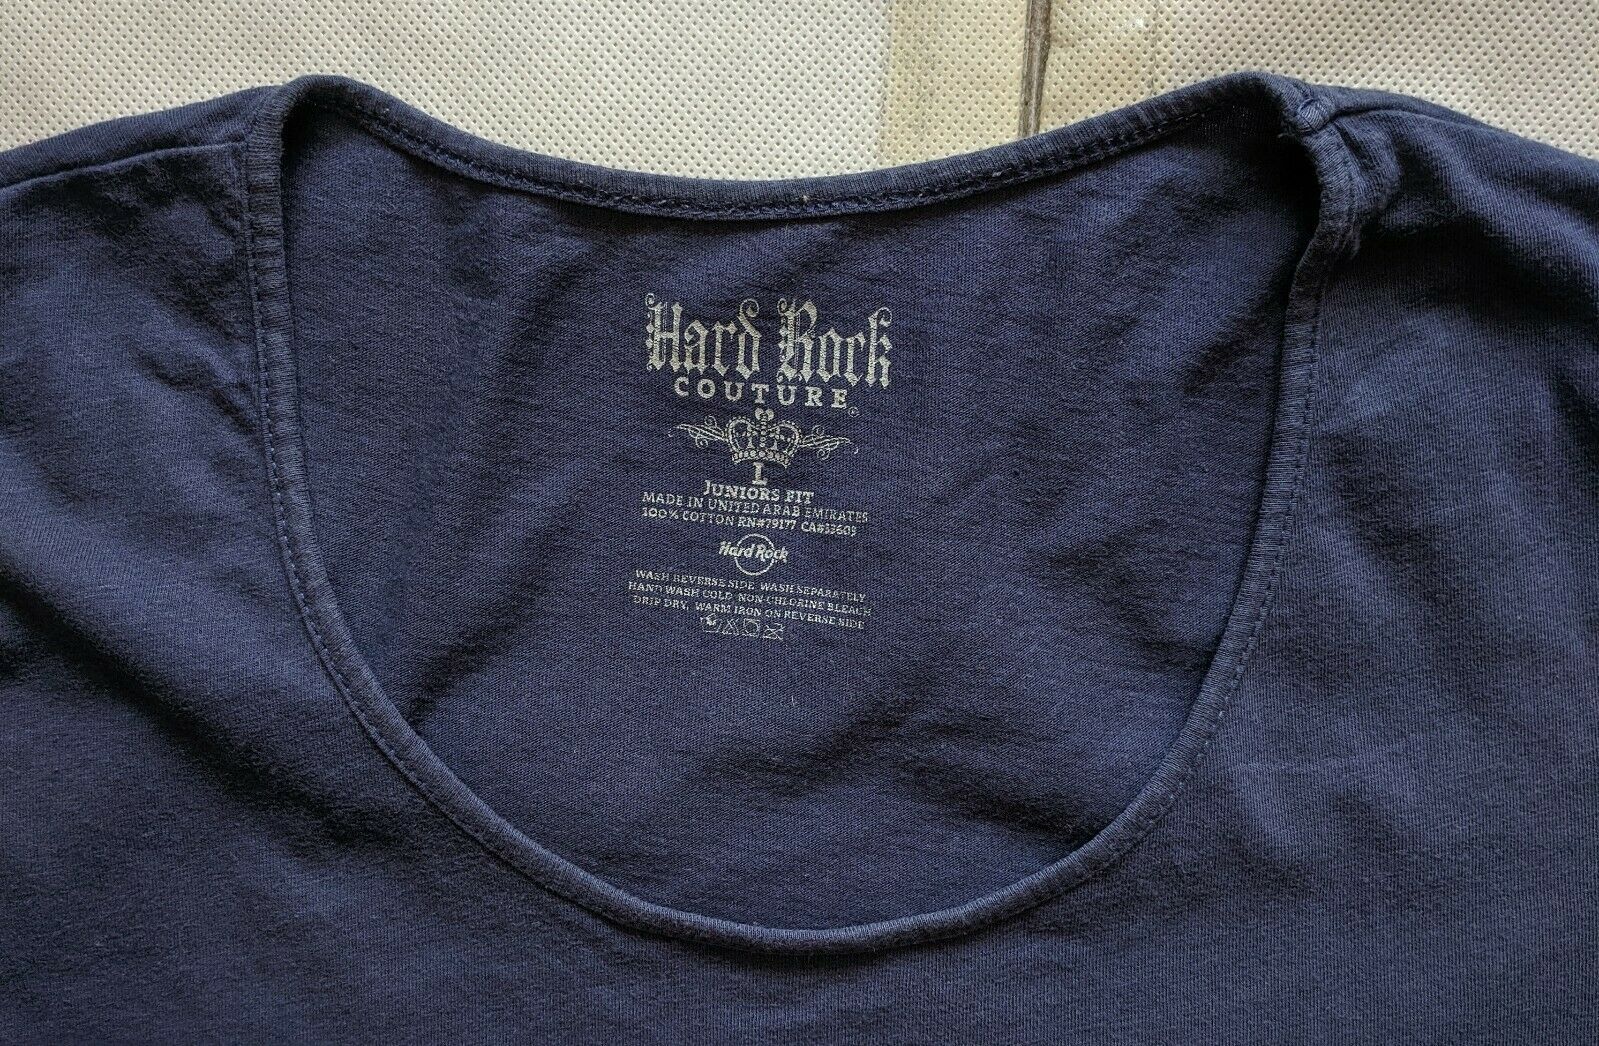 Hard Rock
COUTURE
L
JUNIORS FIT
MADE IN UNITED ARAB EMIRATES
100% COTTON RN#79177 CA#33603
Hard Rock
WASH REVERSE SIDE, WASH SEPARATELY
HAND WASH COLD, NON-CHLORINE BLEACH
DRIP DRY, WARM IRON ON REVERSE SIDE